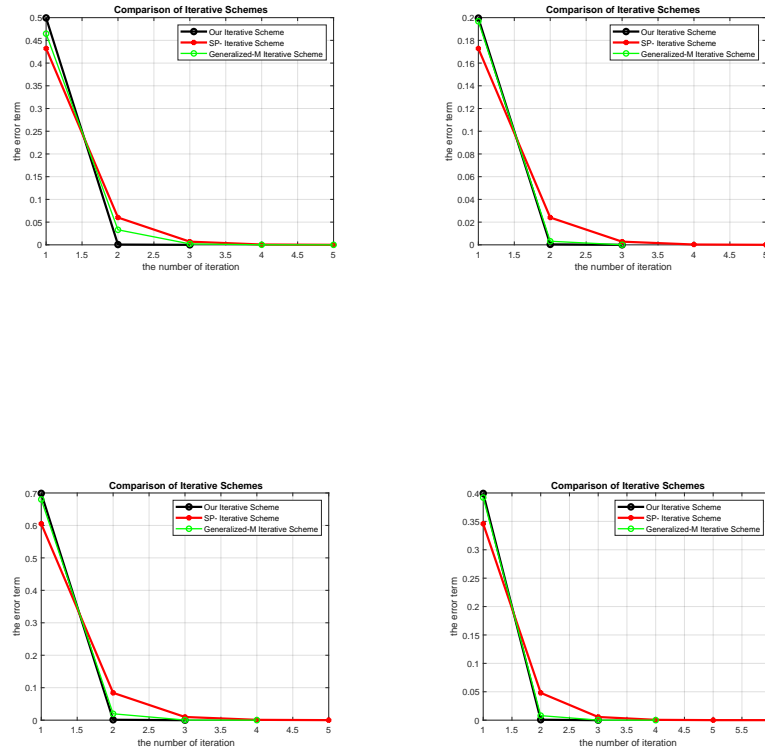 Comparison of Iterative Schemes
Our Iterative Scheme
SP- Iterative Scheme
Generalized-M Iterative Scheme
0.5
0.45
0.4
0.35
0.3
0.25
0.2
0.15
0.1
0.05
0
the error term
1 1.5 2 2.5 3 3.5 4 4.5 5
the number of iteration
Comparison of Iterative Schemes
Our Iterative Scheme
SP- Iterative Scheme
Generalized-M Iterative Scheme
0.2
0.18
0.16
0.14
0.12
0.1
0.08
0.06
0.04
0.02
0
the error term
1 1.5 2 2.5 3 3.5 4 4.5 5
the number of iteration
Comparison of Iterative Schemes
Our Iterative Scheme
SP- Iterative Scheme
Generalized-M Iterative Scheme
0.7
0.6
0.5
0.4
0.3
0.2
0.1
0
the error term
1 1.5 2 2.5 3 3.5 4 4.5 5
the number of iteration
Comparison of Iterative Schemes
Our Iterative Scheme
SP- Iterative Scheme
Generalized-M Iterative Scheme
0.4
0.35
0.3
0.25
0.2
0.15
0.1
0.05
0
the error term
1 1.5 2 2.5 3 3.5 4 4.5 5 5.5
the number of iteration